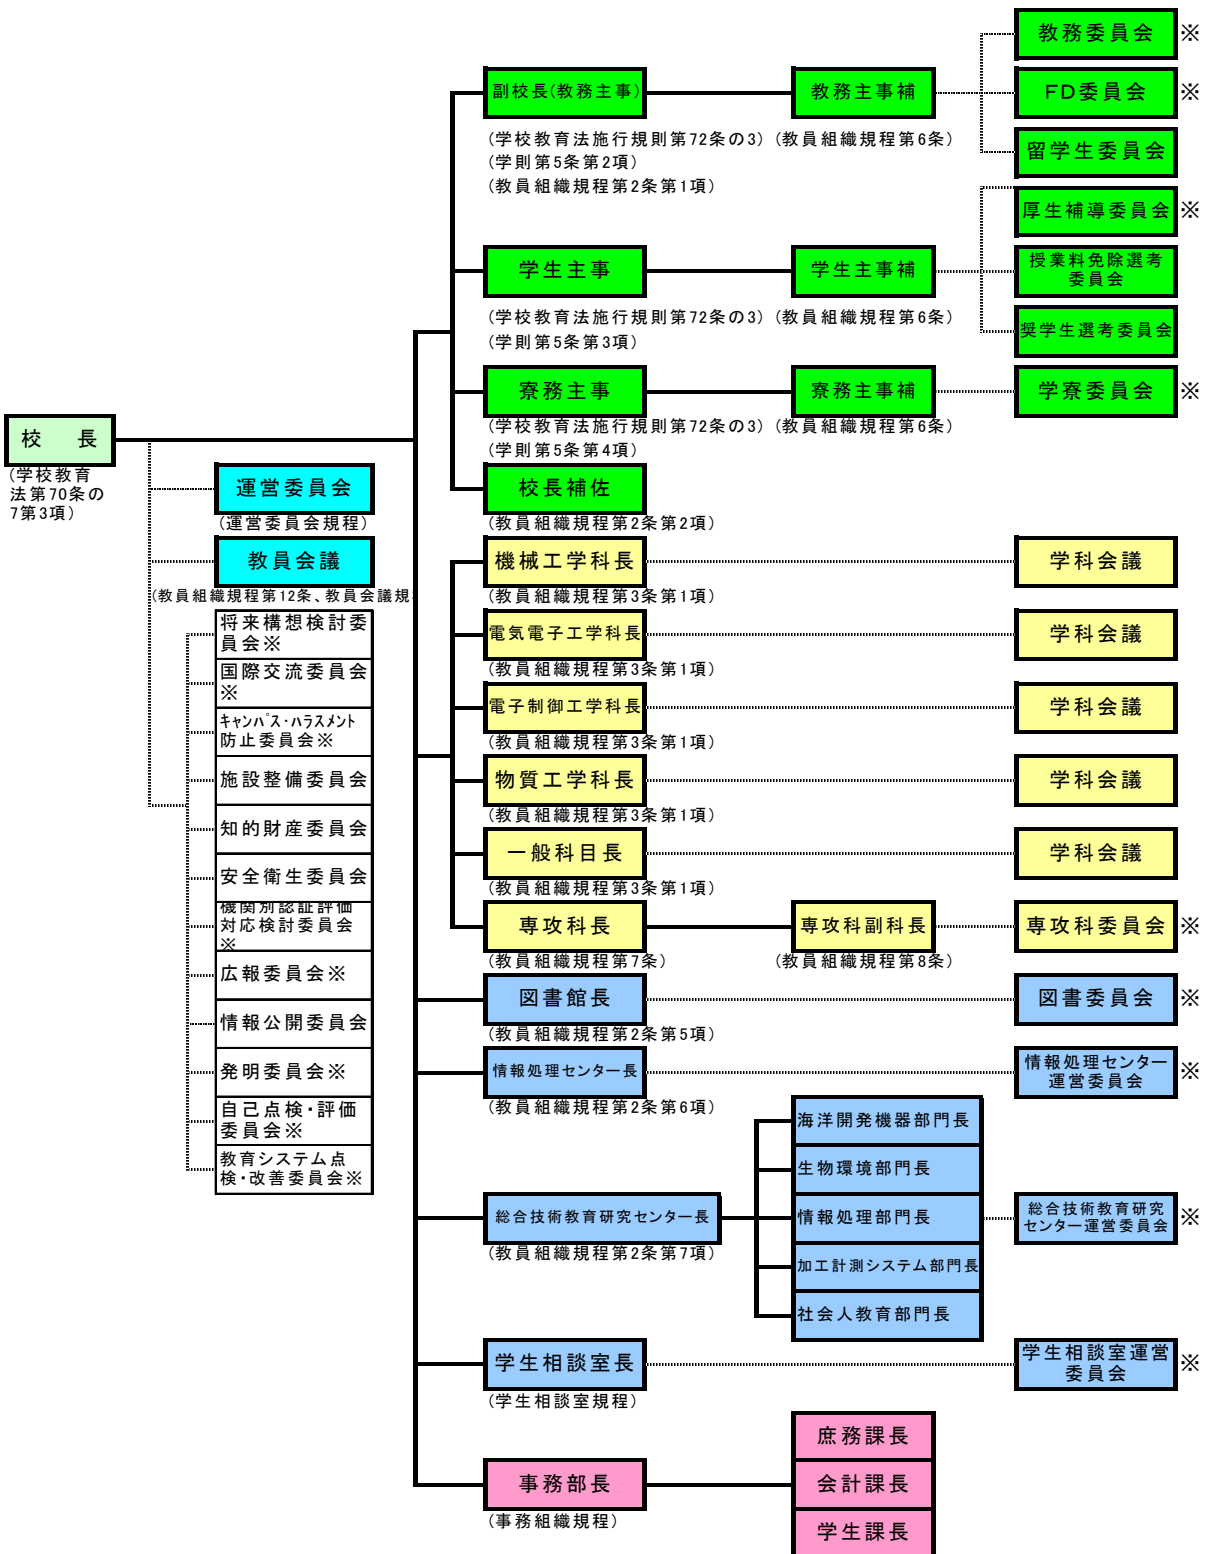 教務委員会 ※
副校長(教務主事)
教務主事補
FD委員会 ※
(学校教育法施行規則第72条の3)
(教員組織規程第6条)
(学則第5条第2項)
(教員組織規程第2条第1項)
留学生委員会
厚生補導委員会 ※
学生主事
学生主事補
授業料免除選考
委員会
(学校教育法施行規則第72条の3)
(教員組織規程第6条)
(学則第5条第3項)
奨学生選考委員会
寮務主事
寮務主事補
学寮委員会 ※
(学校教育法施行規則第72条の3)
(教員組織規程第6条)
(学則第5条第4項)
校 長
(学校教育
法第70条の
7第3項)
運営委員会
(運営委員会規程)
校長補佐
(教員組織規程第2条第2項)
教員会議
(教員組織規程第12条、教員会議規
機械工学科長
学科会議
(教員組織規程第3条第1項)
将来構想検討委
員会※
電気電子工学科長
学科会議
(教員組織規程第3条第1項)
国際交流委員会
※
電子制御工学科長
学科会議
(教員組織規程第3条第1項)
キャンパス・ハラスメント
防止委員会※
施設整備委員会
物質工学科長
学科会議
(教員組織規程第3条第1項)
知的財産委員会
一般科目長
学科会議
(教員組織規程第3条第1項)
安全衛生委員会
機関別認証評価
対応検討委員会
※
専攻科長
専攻科副科長
専攻科委員会 ※
(教員組織規程第7条)
(教員組織規程第8条)
広報委員会※
図書館長
図書委員会 ※
(教員組織規程第2条第5項)
情報公開委員会
発明委員会※
情報処理センター長
情報処理センター
運営委員会 ※
(教員組織規程第2条第6項)
自己点検・評価
委員会※
教育システム点
検・改善委員会※
海洋開発機器部門長
生物環境部門長
総合技術教育研究センター長
情報処理部門長
総合技術教育研究
センター運営委員会 ※
(教員組織規程第2条第7項)
加工計測システム部門長
社会人教育部門長
学生相談室長
学生相談室運営
委員会 ※
(学生相談室規程)
庶務課長
事務部長
会計課長
(事務組織規程)
学生課長